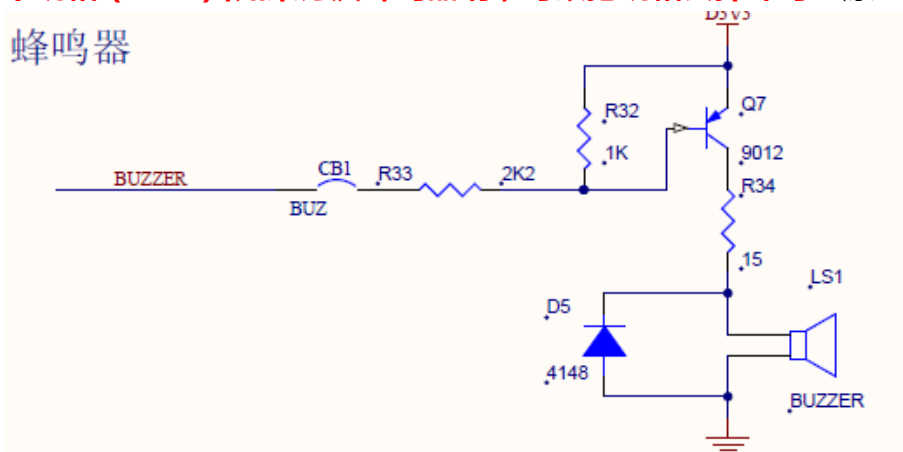 蜂鸣器
D3V3
R32
1K
Q7
9012
BUZZER
CB1
BUZ
R33
2K2
R34
15
D5
4148
LS1
BUZZER